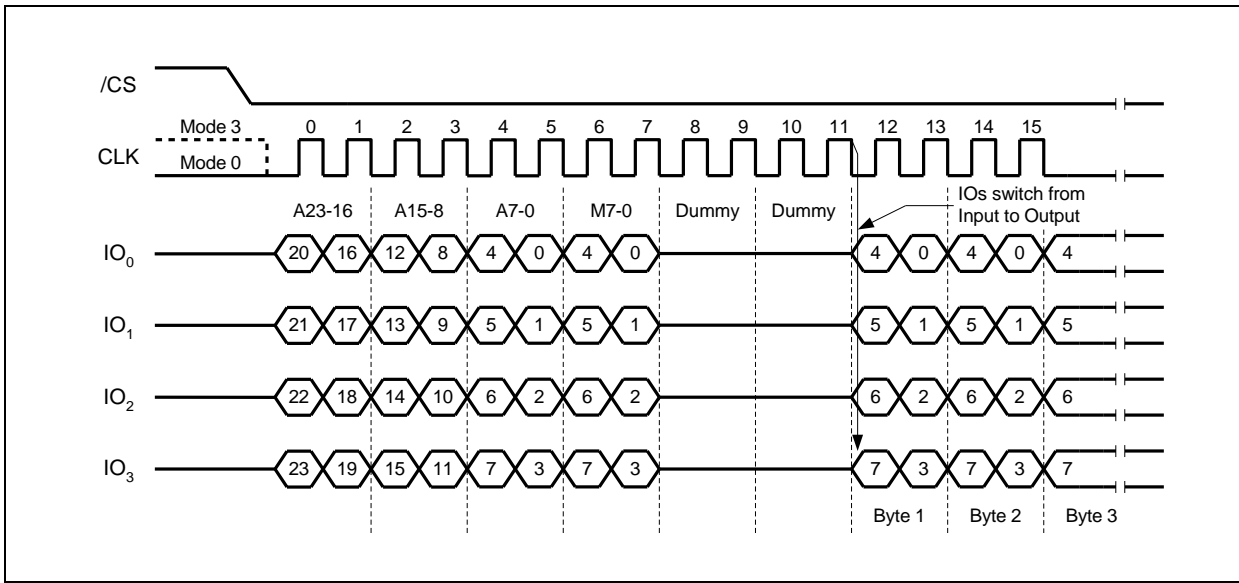 /CS
Mode 3 0 1 2 3 4 5 6 7 8 9 10 11 12 13 14 15
CLK
Mode 0
A23-16 A15-8 A7-0 M7-0 Dummy Dummy
IOs switch from
Input to Output
IO0 20 16 12 8 4 0 4 0 4 0 4 0 4
IO1 21 17 13 9 5 1 5 1 5 1 5 1 5
IO2 22 18 14 10 6 2 6 2 6 2 6 2 6
IO3 23 19 15 11 7 3 7 3 7 3 7 3 7
Byte 1 Byte 2 Byte 3